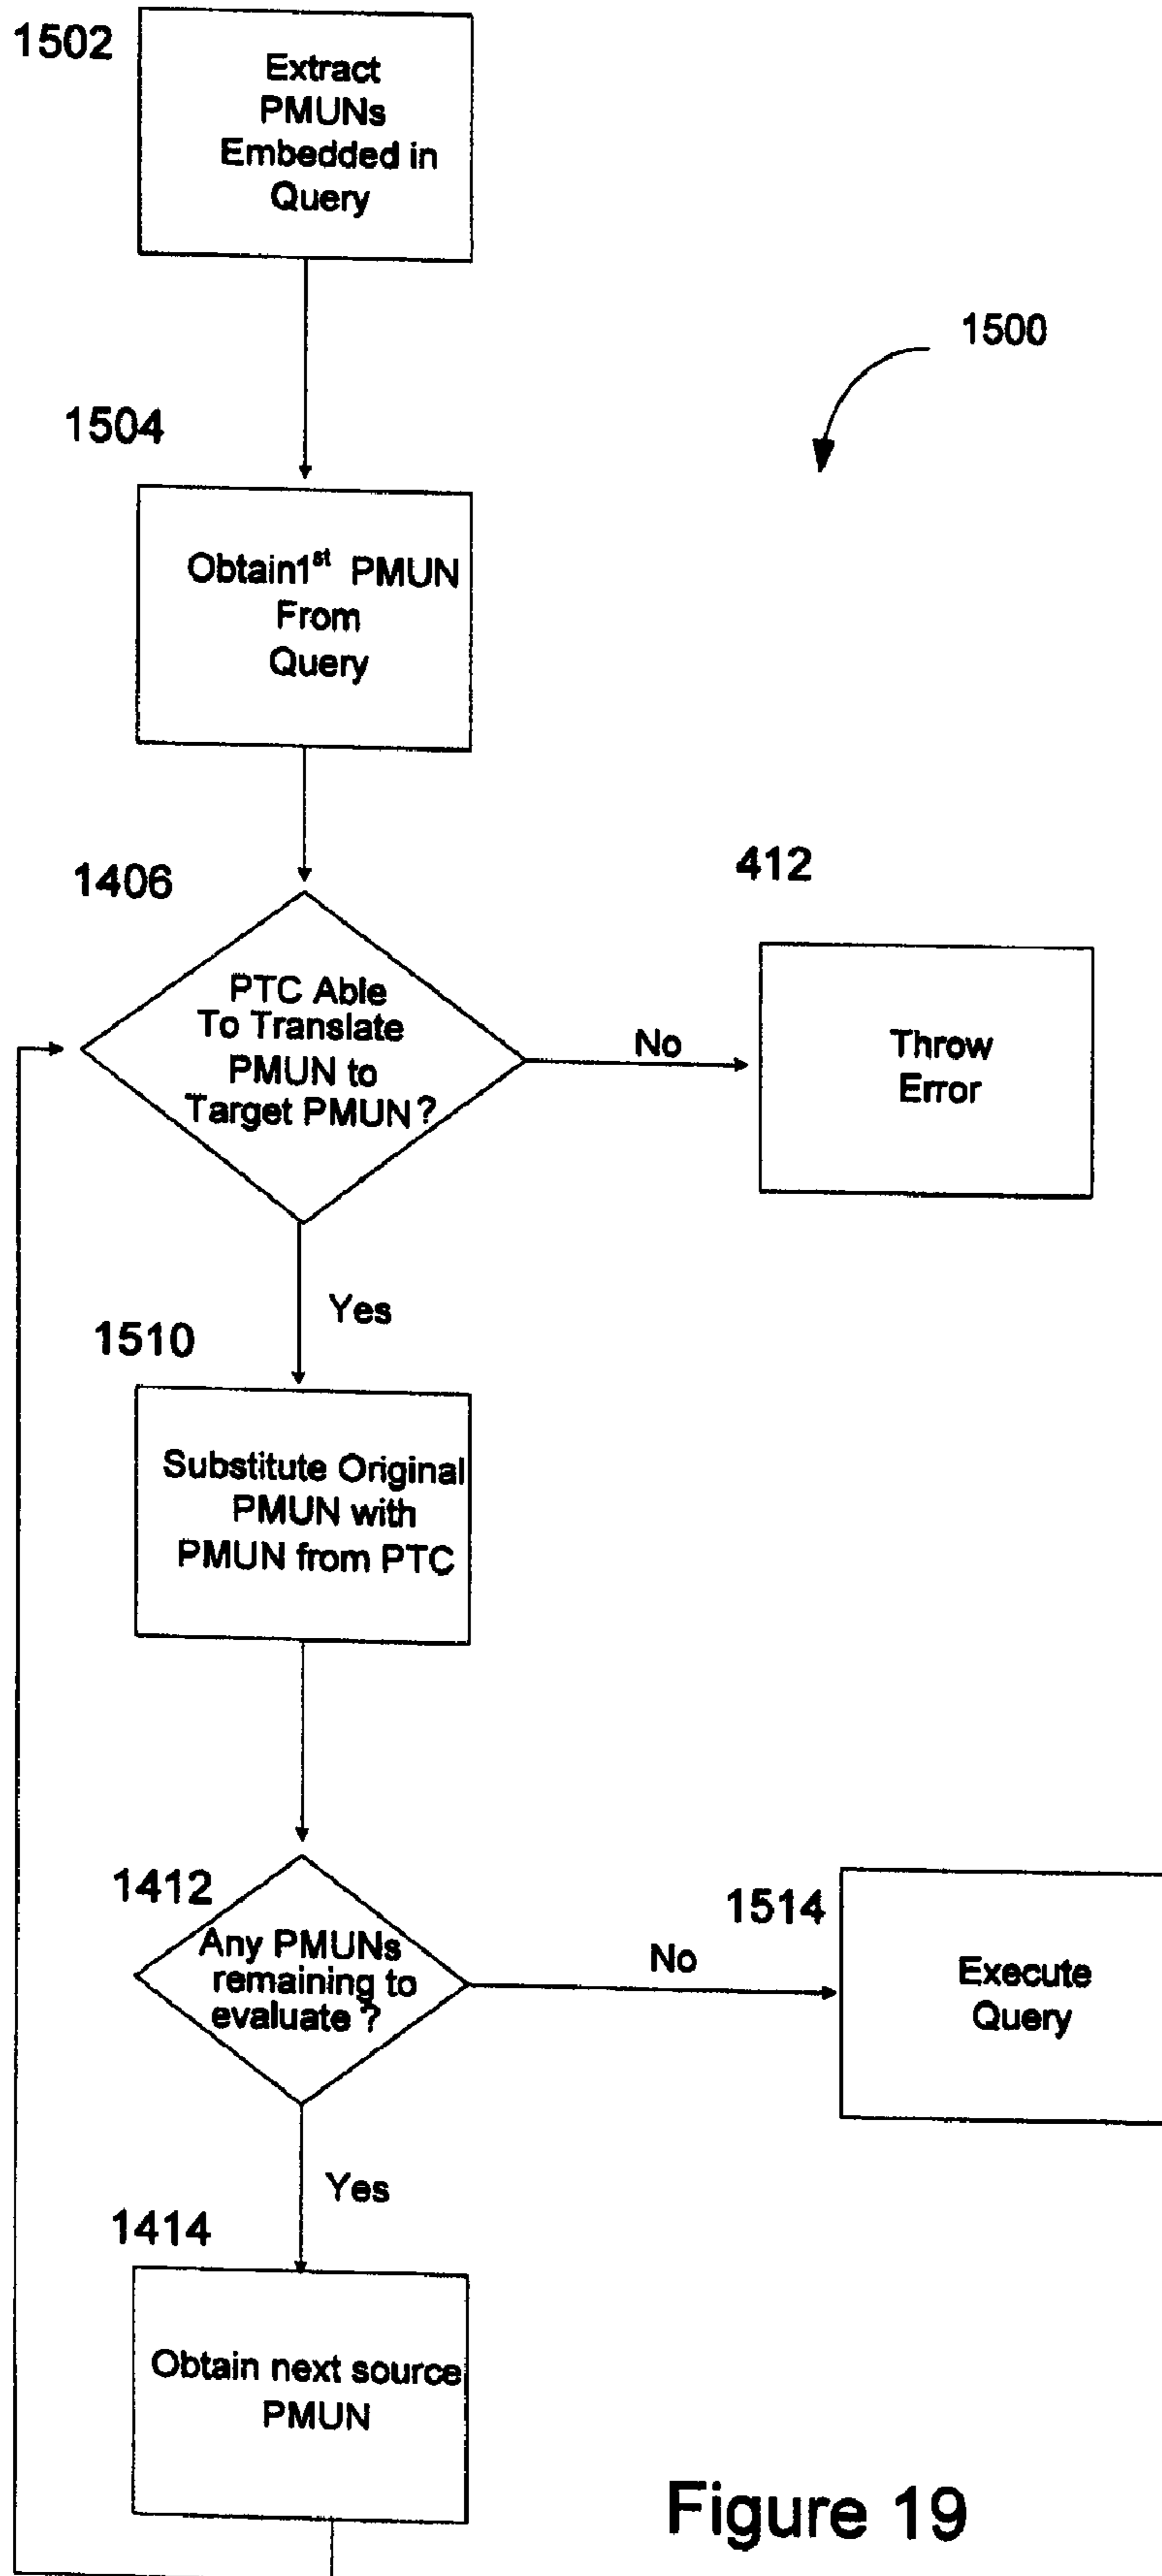 1502
Extract
PMUNs
Embedded in
Query
1500
1504
Obtain1st PMUN
From
Query
1406
PTC Able
To Translate
PMUN to
Target PMUN?
No
412
Throw
Error
Yes
1510
Substitute Original
PMUN with
PMUN from PTC
1412
Any PMUNs
remaining to
evaluate ?
No
1514
Execute
Query
Yes
1414
Obtain next source
PMUN
Figure 19